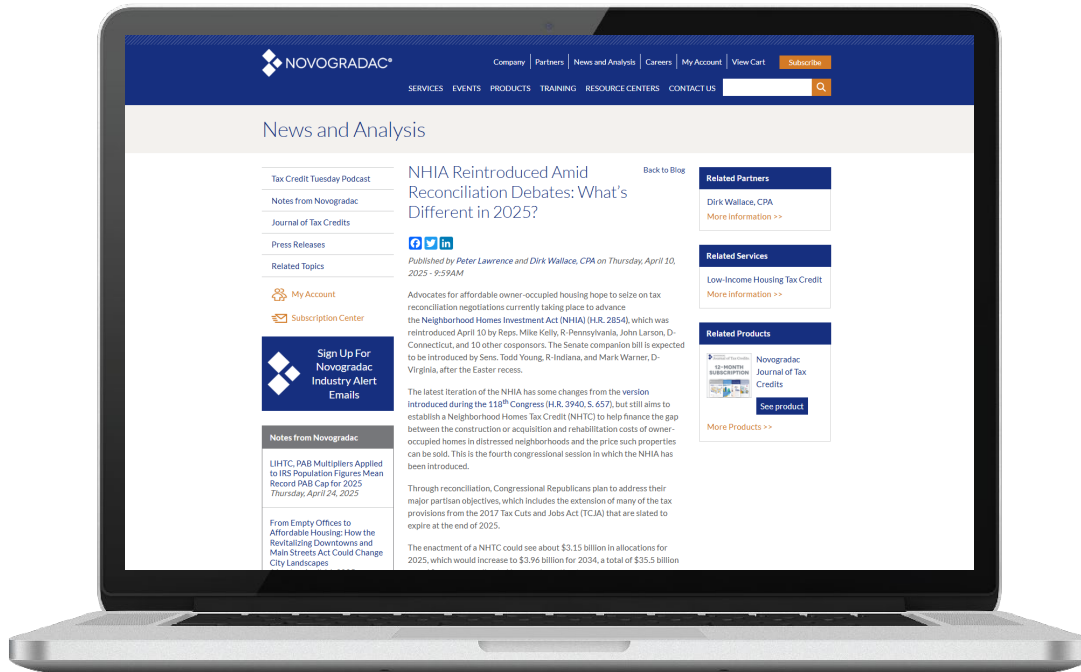 NOVOGRADAC®
Company
Partners
News and Analysis
Careers
My Account
View Cart
Subscribe
SERVICES
EVENTS
PRODUCTS
TRAINING
RESOURCE CENTERS
CONTACT US
News and Analysis
Tax Credit Tuesday Podcast
Notes from Novogradac
Journal of Tax Credits
Press Releases
Related Topics
My Account
Subscription Center
Sign Up For
Novogradac
Industry Alert
Emails
Notes from Novogradac
LIHTC, PAB Multipliers Applied
to IRS Population Figures Mean
Record PAB Cap for 2025
Thursday, April 24, 2025
From Empty Offices to
Affordable Housing: How the
Revitalizing Downtowns and
Main Streets Act Could Change
City Landscapes
NHIA Reintroduced Amid
Reconciliation Debates: What's
Different in 2025?
Back to Blog
Published by Peter Lawrence and Dirk Wallace, CPA on Thursday, April 10,
2025 - 9:59AM
Advocates for affordable owner-occupied housing hope to seize on tax
reconciliation negotiations currently taking place to advance
the Neighborhood Homes Investment Act (NHIA) (H.R. 2854), which was
reintroduced April 10 by Reps. Mike Kelly, R-Pennsylvania, John Larson, D-
Connecticut, and 10 other cosponsors. The Senate companion bill is expected
to be introduced by Sens. Todd Young, R-Indiana, and Mark Warner, D-
Virginia, after the Easter recess.
The latest iteration of the NHIA has some changes from the version
introduced during the 118th Congress (H.R. 3940, S. 657), but still aims to
establish a Neighborhood Homes Tax Credit (NHTC) to help finance the gap
between the construction or acquisition and rehabilitation costs of owner-
occupied homes in distressed neighborhoods and the price such properties
can be sold. This is the fourth congressional session in which the NHIA has
been introduced.
Through reconciliation, Congressional Republicans plan to address their
major partisan objectives, which includes the extension of many of the tax
provisions from the 2017 Tax Cuts and Jobs Act (TCJA) that are slated to
expire at the end of 2025.
The enactment of a NHTC could see about $3.15 billion in allocations for
2025, which would increase to $3.96 billion for 2034, a total of $35.5 billion
Related Partners
Dirk Wallace, CPA
More information >>
Related Services
Low-Income Housing Tax Credit
More information >>
Related Products
12-MONTH
SUBSCRIPTION
Novogradac
Journal of Tax
Credits
See product
More Products >>